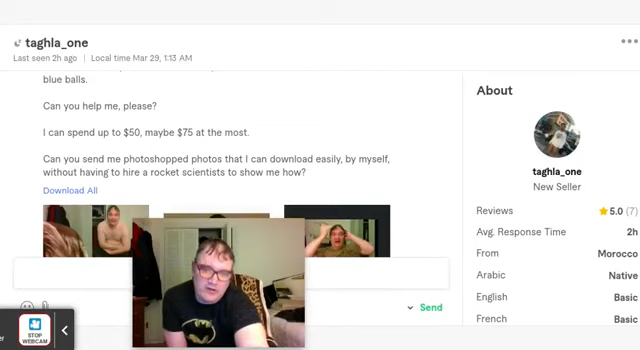 taghla_one
Last seen 2h ago | Local time Mar 29, 1:13 AM
blue balls.
Can you help me, please?
I can spend up to $50, maybe $75 at the most.
Can you send me photoshopped photos that I can download easily, by myself,
without having to hire a rocket scientists to show me how?
Download All
Send
STOP
WEBCAM
About
taghla_one
New Seller
Reviews 5.0 (7)
Avg. Response Time 2h
From Morocco
Arabic Native
English Basic
French Basic